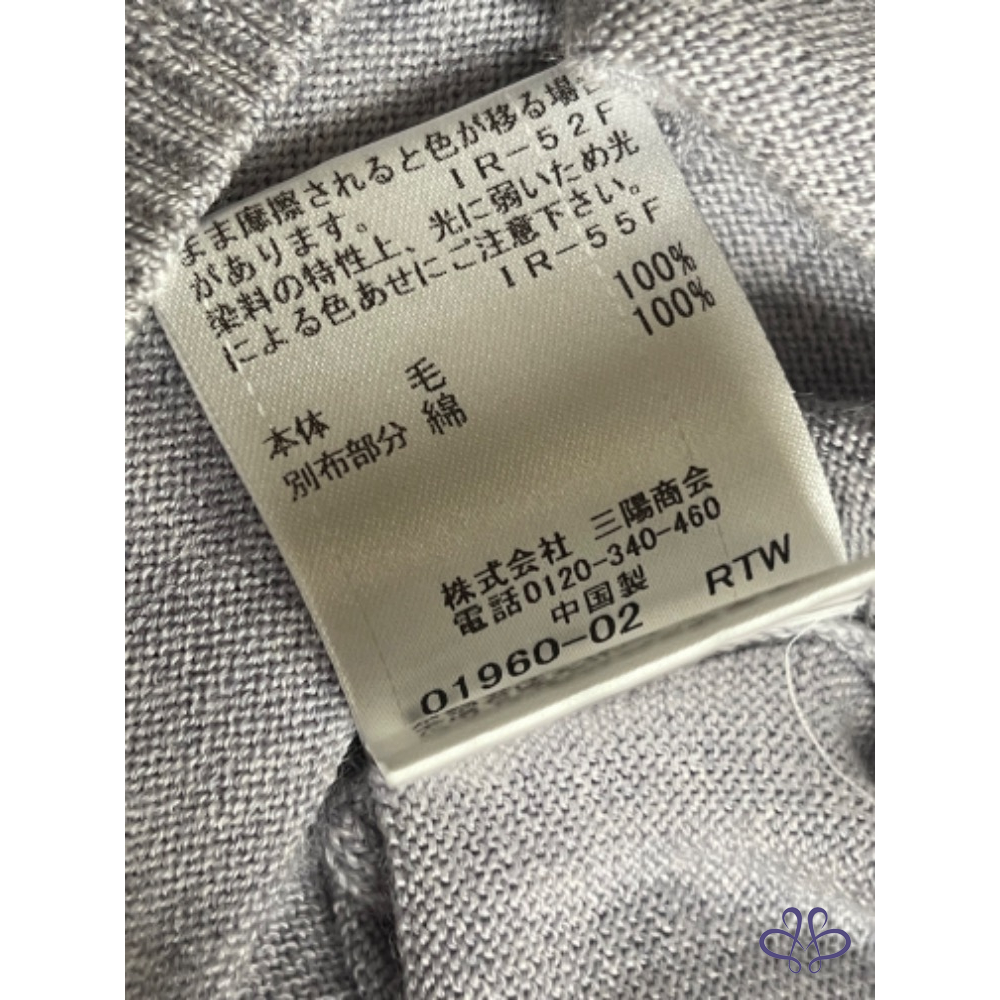 まま摩擦されると色が移る場
があります。 IR-52F
染料の特性上、光に弱いため光
による色あせにご注意下さい。
IR-55F
本体 毛 100%
別布部分 綿 100%
株式会社 三陽商会
電話0120-340-460
中国製
01960-02 RTW